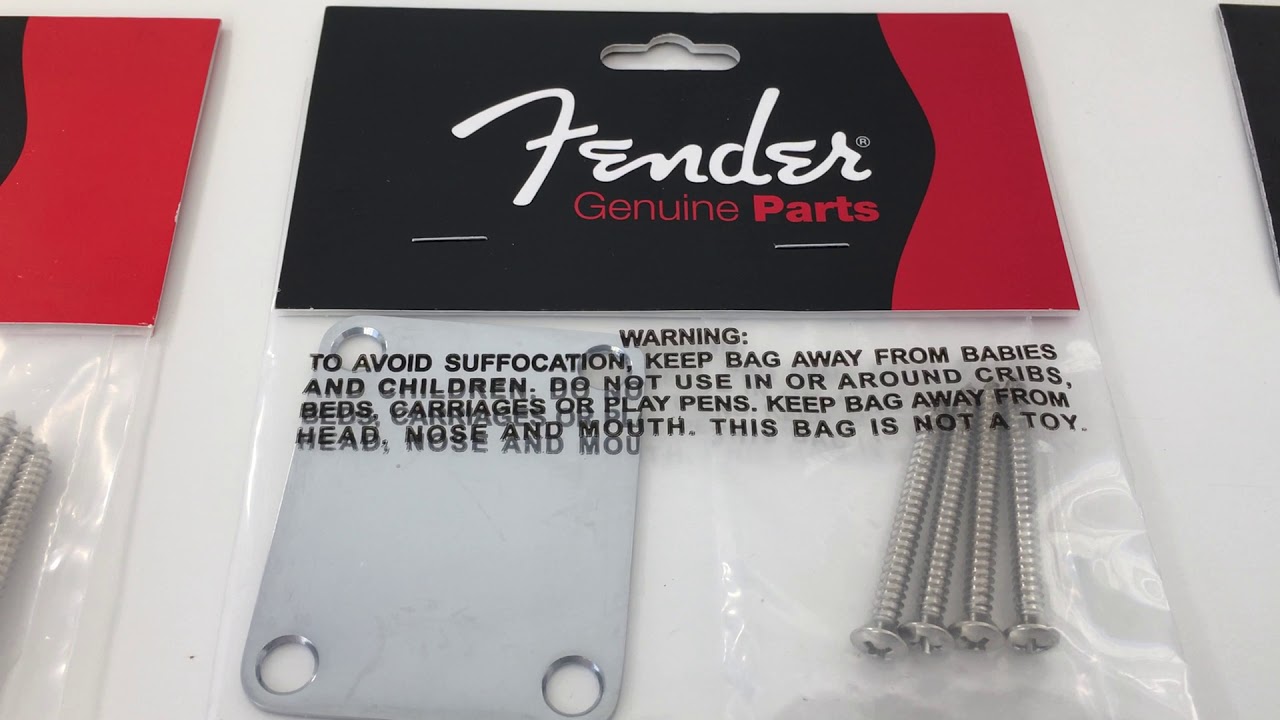 Fender®
Genuine Parts
WARNING:
TO AVOID SUFFOCATION, KEEP BAG AWAY FROM BABIES
AND CHILDREN. DO NOT USE IN OR AROUND CRIBS,
BEDS, CARRIAGES OR PLAY PENS. KEEP BAG AWAY FROM
HEAD, NOSE AND MOUTH. THIS BAG IS NOT A TOY.